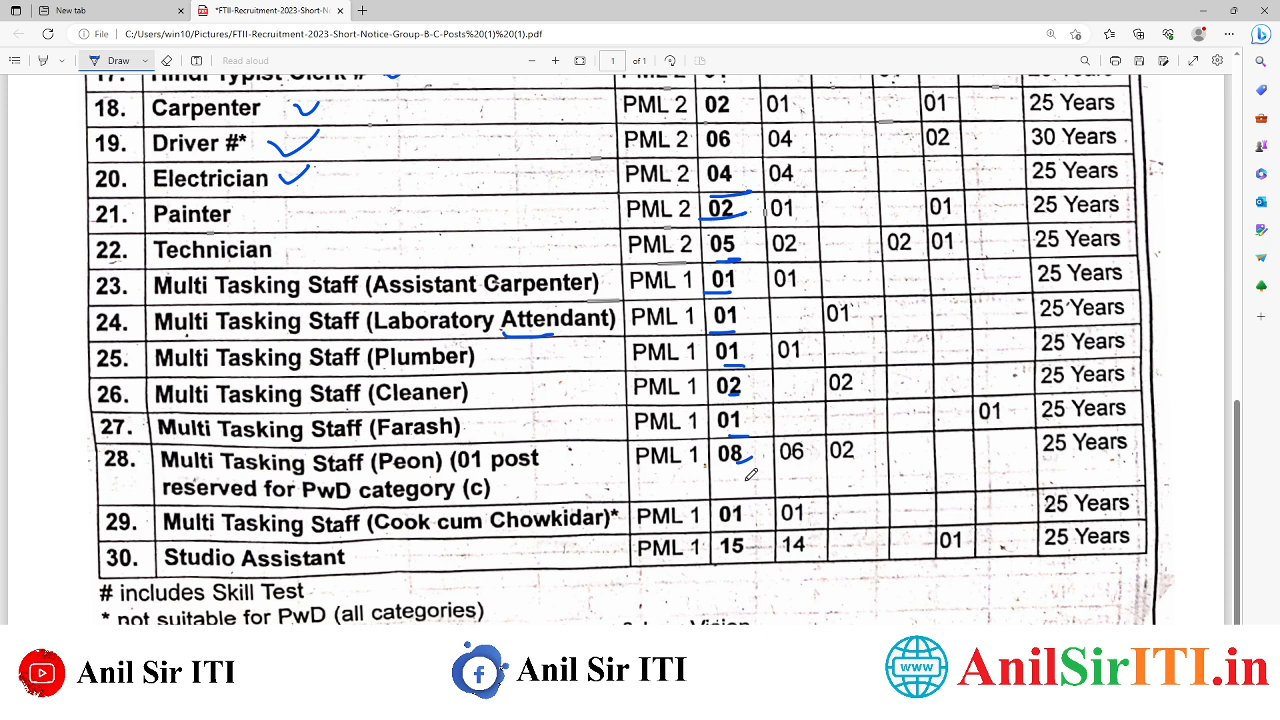 New tab
*FTII-Recruitment-2023-Short-No
File C:/Users/win10/Pictures/FTII-Recruitment-2023-Short-Notice-Group-B-C-Posts%20(1)%20(1).pdf
Draw Read aloud 1 of 1
17. Hindi Typist Clerk # PML 2
18. Carpenter PML 2 02 01 01 25 Years
19. Driver #* PML 2 06 04 02 30 Years
20. Electrician PML 2 04 04 25 Years
21. Painter PML 2 02 01 01 25 Years
22. Technician PML 2 05 02 02 01 25 Years
23. Multi Tasking Staff (Assistant Carpenter) PML 1 01 01 25 Years
24. Multi Tasking Staff (Laboratory Attendant) PML 1 01 01 25 Years
25. Multi Tasking Staff (Plumber) PML 1 01 01 25 Years
26. Multi Tasking Staff (Cleaner) PML 1 02 02 25 Years
27. Multi Tasking Staff (Farash) PML 1 01 01 25 Years
28. Multi Tasking Staff (Peon) (01 post PML 1 08 06 02 25 Years
reserved for PwD category (c)
29. Multi Tasking Staff (Cook cum Chowkidar)* PML 1 01 01 25 Years
30. Studio Assistant PML 1 15 14 01 25 Years
# includes Skill Test
* not suitable for PwD (all categories)
Vision
Anil Sir ITI Anil Sir ITI www AnilSirITI.in